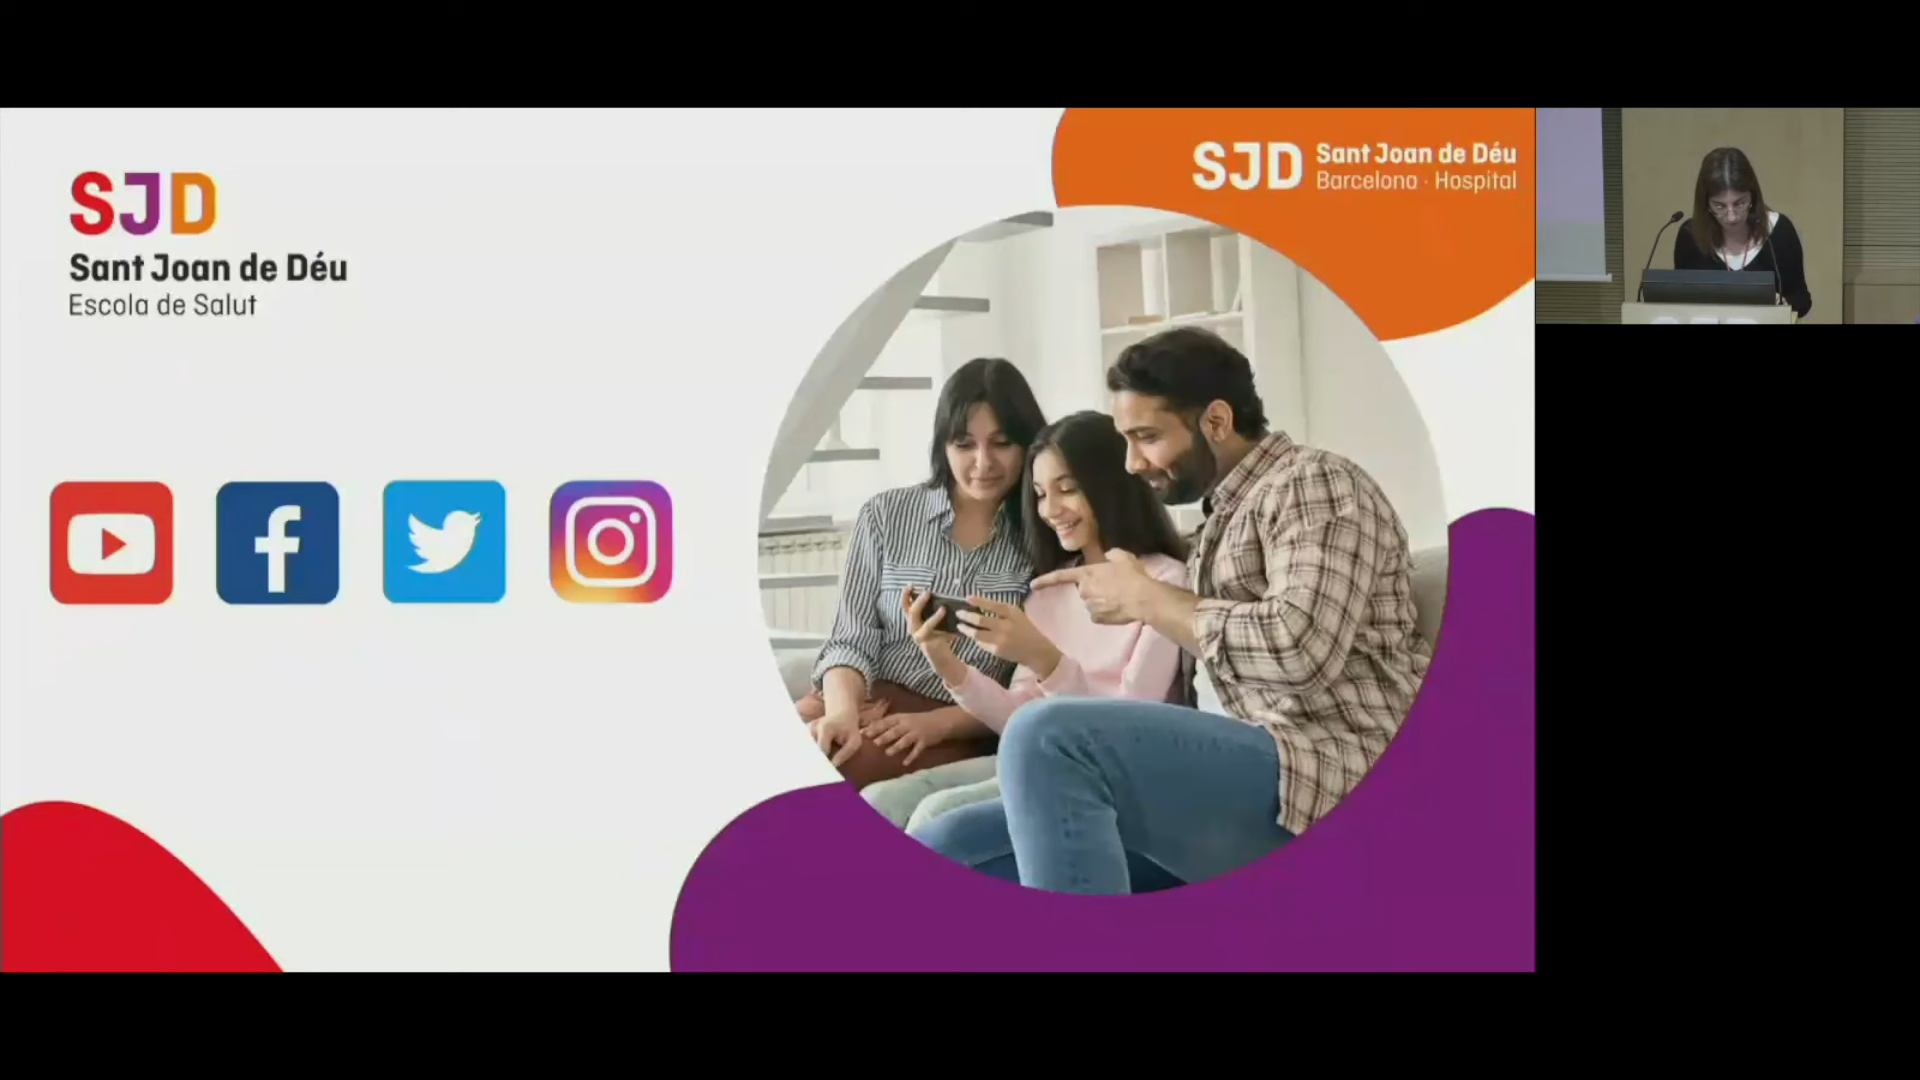 SJD
Sant Joan de Déu
Escola de Salut
SJD
Sant Joan de Déu
Barcelona · Hospital